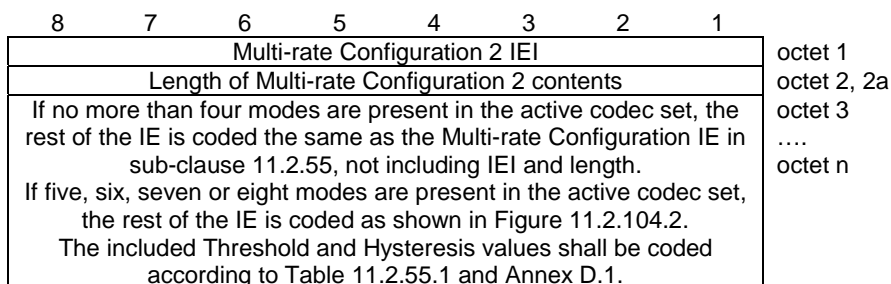 8 7 6 5 4 3 2 1
Multi-rate Configuration 2 IEI octet 1
Length of Multi-rate Configuration 2 contents octet 2, 2a
If no more than four modes are present in the active codec set, the octet 3
rest of the IE is coded the same as the Multi-rate Configuration IE in ....
sub-clause 11.2.55, not including IEI and length. octet n
If five, six, seven or eight modes are present in the active codec set,
the rest of the IE is coded as shown in Figure 11.2.104.2.
The included Threshold and Hysteresis values shall be coded
according to Table 11.2.55.1 and Annex D.1.